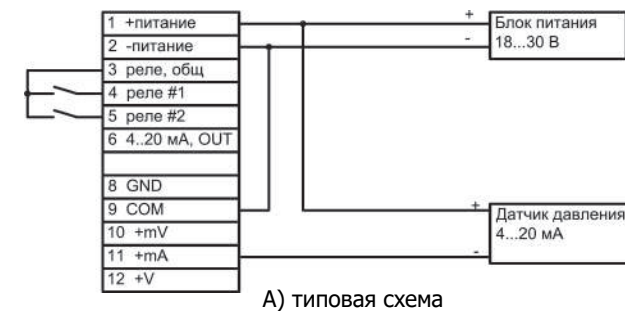 1 +питание
2 -питание
3 реле, общ
4 реле #1
5 реле #2
6 4..20 мА, OUT
8 GND
9 COM
10 +mV
11 +mA
12 +V
+ Блок питания
- 18...30 В
+ Датчик давления
4...20 мА
-
А) типовая схема